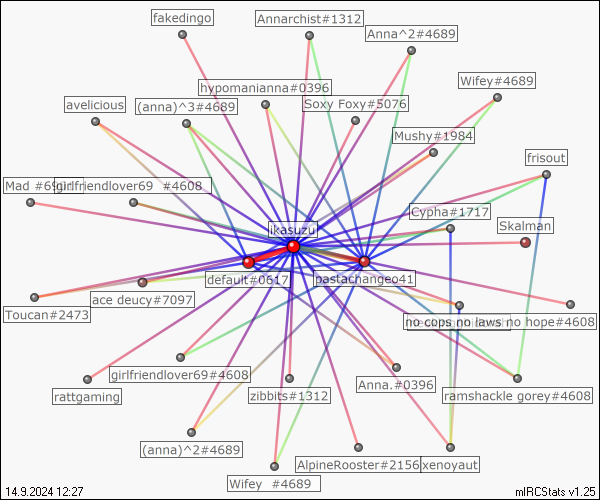 fakedingo
Annarchist#1312
Anna^2#4689
Wifey#4689
hypomanianna#0396
avelicious
(anna)^3#4689
Soxy Foxy#5076
Mushy#1984
frisout
Mad #69
girlfriendlover69 #4608
Cypha#1717
Skalman
ikasuzu
default#0617
pastachangeo41
ace deucy#7097
Toucan#2473
no cops no laws no hope#4608
girlfriendlover69#4608
Anna.#0396
rattgaming
zibbits#1312
ramshackle gorey#4608
(anna)^2#4689
AlpineRooster#2156
xenoyaut
Wifey #4689
14.9.2024 12:27
mIRCStats v1.25